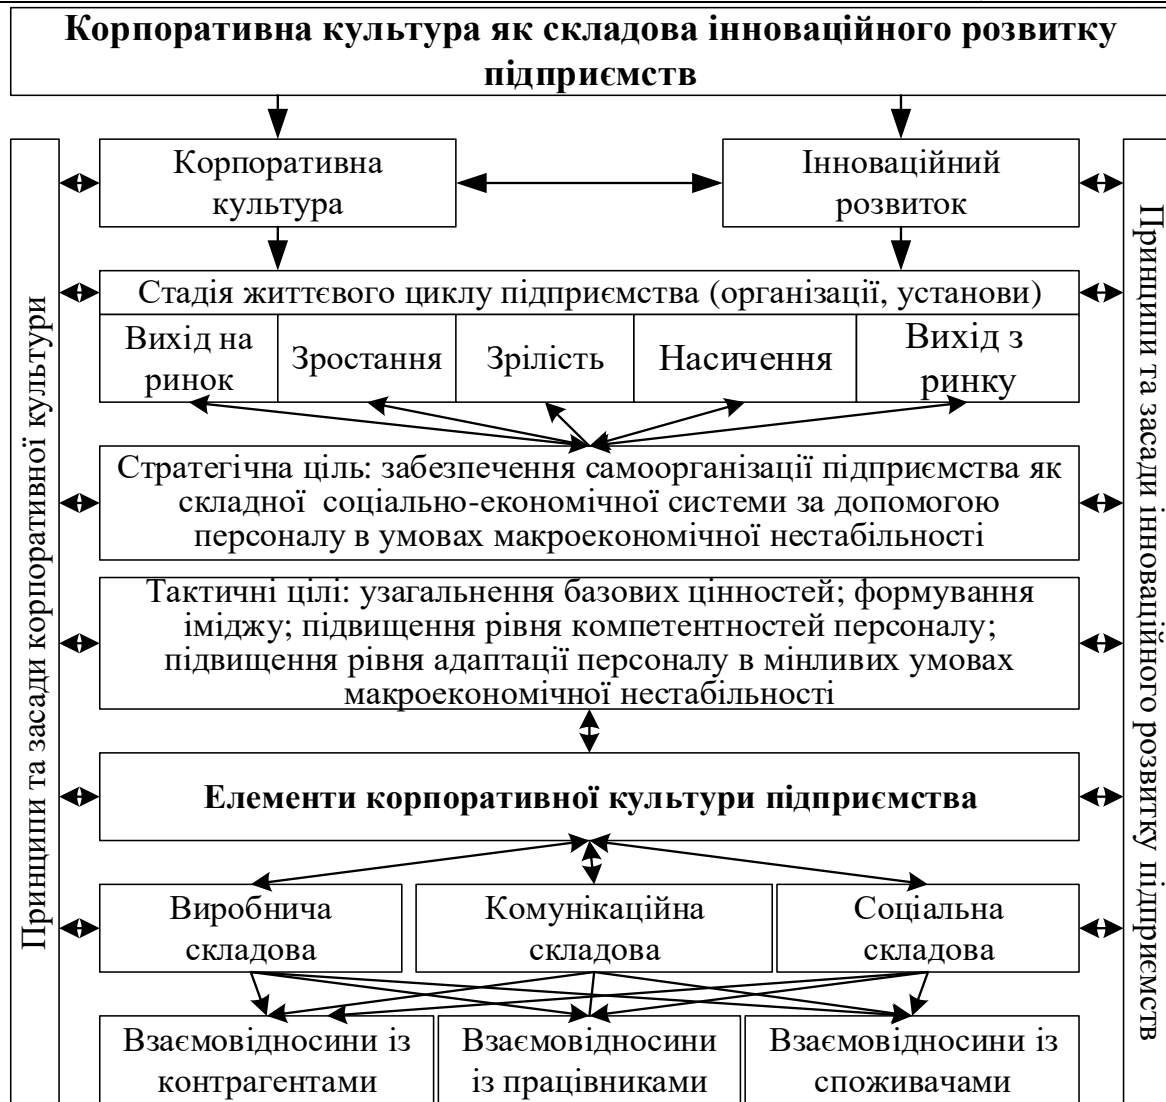 Корпоративна культура як складова інноваційного розвитку
підприємств
Корпоративна
культура
Інноваційний
розвиток
Принципи та засади корпоративної культури
Принципи та засади інноваційного розвитку підприємств
Стадія життєвого циклу підприємства (організації, установи)
Вихід на
ринок
Зростання
Зрілість
Насичення
Вихід з
ринку
Стратегічна ціль: забезпечення самоорганізації підприємства як
складної соціально-економічної системи за допомогою
персоналу в умовах макроекономічної нестабільності
Тактичні цілі: узагальнення базових цінностей; формування
іміджу; підвищення рівня компетентностей персоналу;
підвищення рівня адаптації персоналу в мінливих умовах
макроекономічної нестабільності
Елементи корпоративної культури підприємства
Виробнича
складова
Комунікаційна
складова
Соціальна
складова
Взаємовідносини із
контрагентами
Взаємовідносини
із працівниками
Взаємовідносини із
споживачами